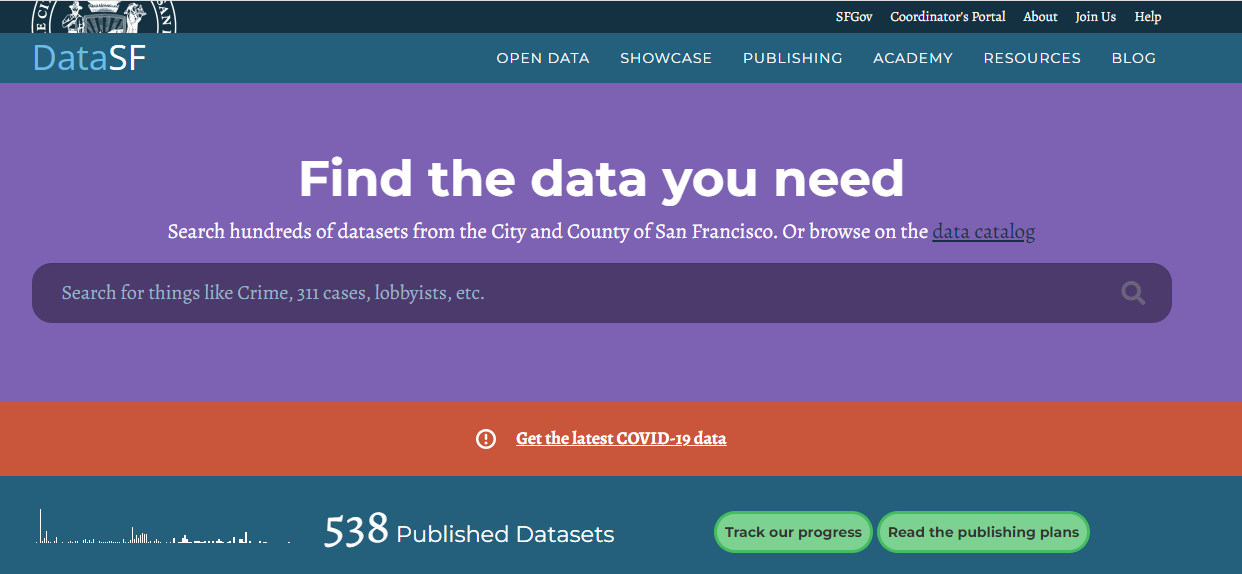 SFGov Coordinator's Portal About Join Us Help
DataSF
OPEN DATA SHOWCASE PUBLISHING ACADEMY RESOURCES BLOG
Find the data you need
Search hundreds of datasets from the City and County of San Francisco. Or browse on the data catalog
Search for things like Crime, 311 cases, lobbyists, etc.
Get the latest COVID-19 data
538 Published Datasets
Track our progress
Read the publishing plans